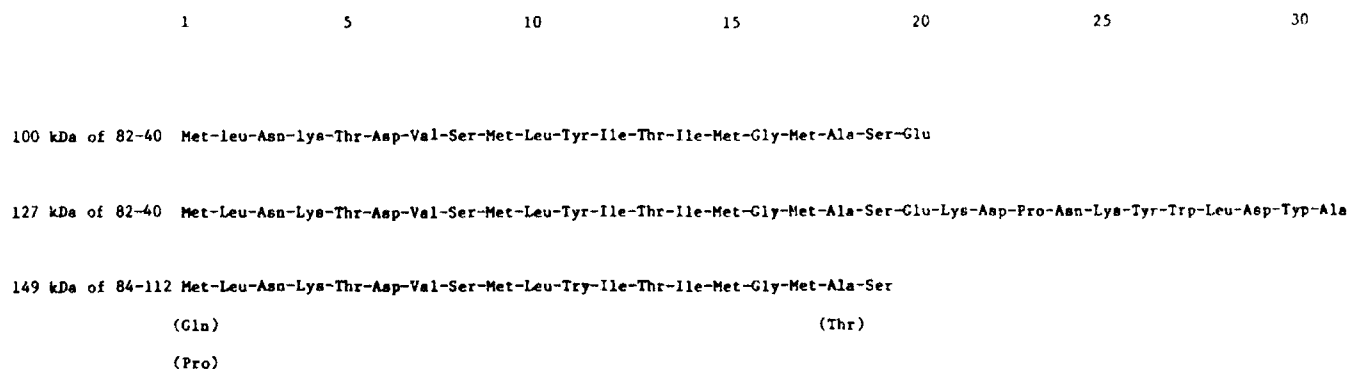 1 5 10 15 20 25 30
100 kDa of 82-40 Met-leu-Asn-lys-Thr-Asp-Val-Ser-Met-Leu-Tyr-Ile-Thr-Ile-Met-Gly-Met-Ala-Ser-Glu
127 kDa of 82-40 Met-Leu-Asn-Lys-Thr-Asp-Val-Ser-Met-Leu-Tyr-Ile-Thr-Ile-Met-Gly-Met-Ala-Ser-Glu-Lys-Asp-Pro-Asn-Lys-Tyr-Trp-Leu-Asp-Typ-Ala
149 kDa of 84-112 Met-Leu-Asn-Lys-Thr-Asp-Val-Ser-Met-Leu-Try-Ile-Thr-Ile-Met-Gly-Met-Ala-Ser
(Gln) (Thr)
(Pro)